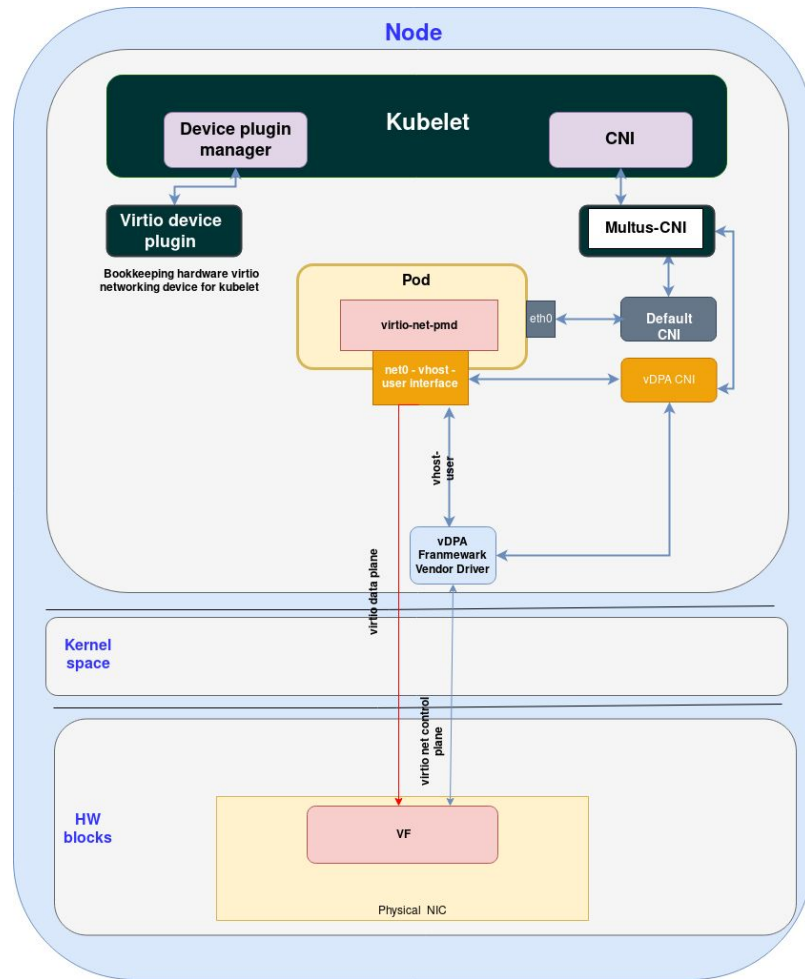 Node
Kubelet
Device plugin
manager
CNI
Virtio device
plugin
Multus-CNI
Bookkeeping hardware virtio
networking device for kubelet
Pod
virtio-net-pmd
eth0
Default
CNI
net0 - vhost -
user interface
vDPA CNI
vhost-
user
vDPA
Franmewark
Vendor Driver
virtio data plane
Kernel
space
virtio net control
plane
HW
blocks
VF
Physical NIC